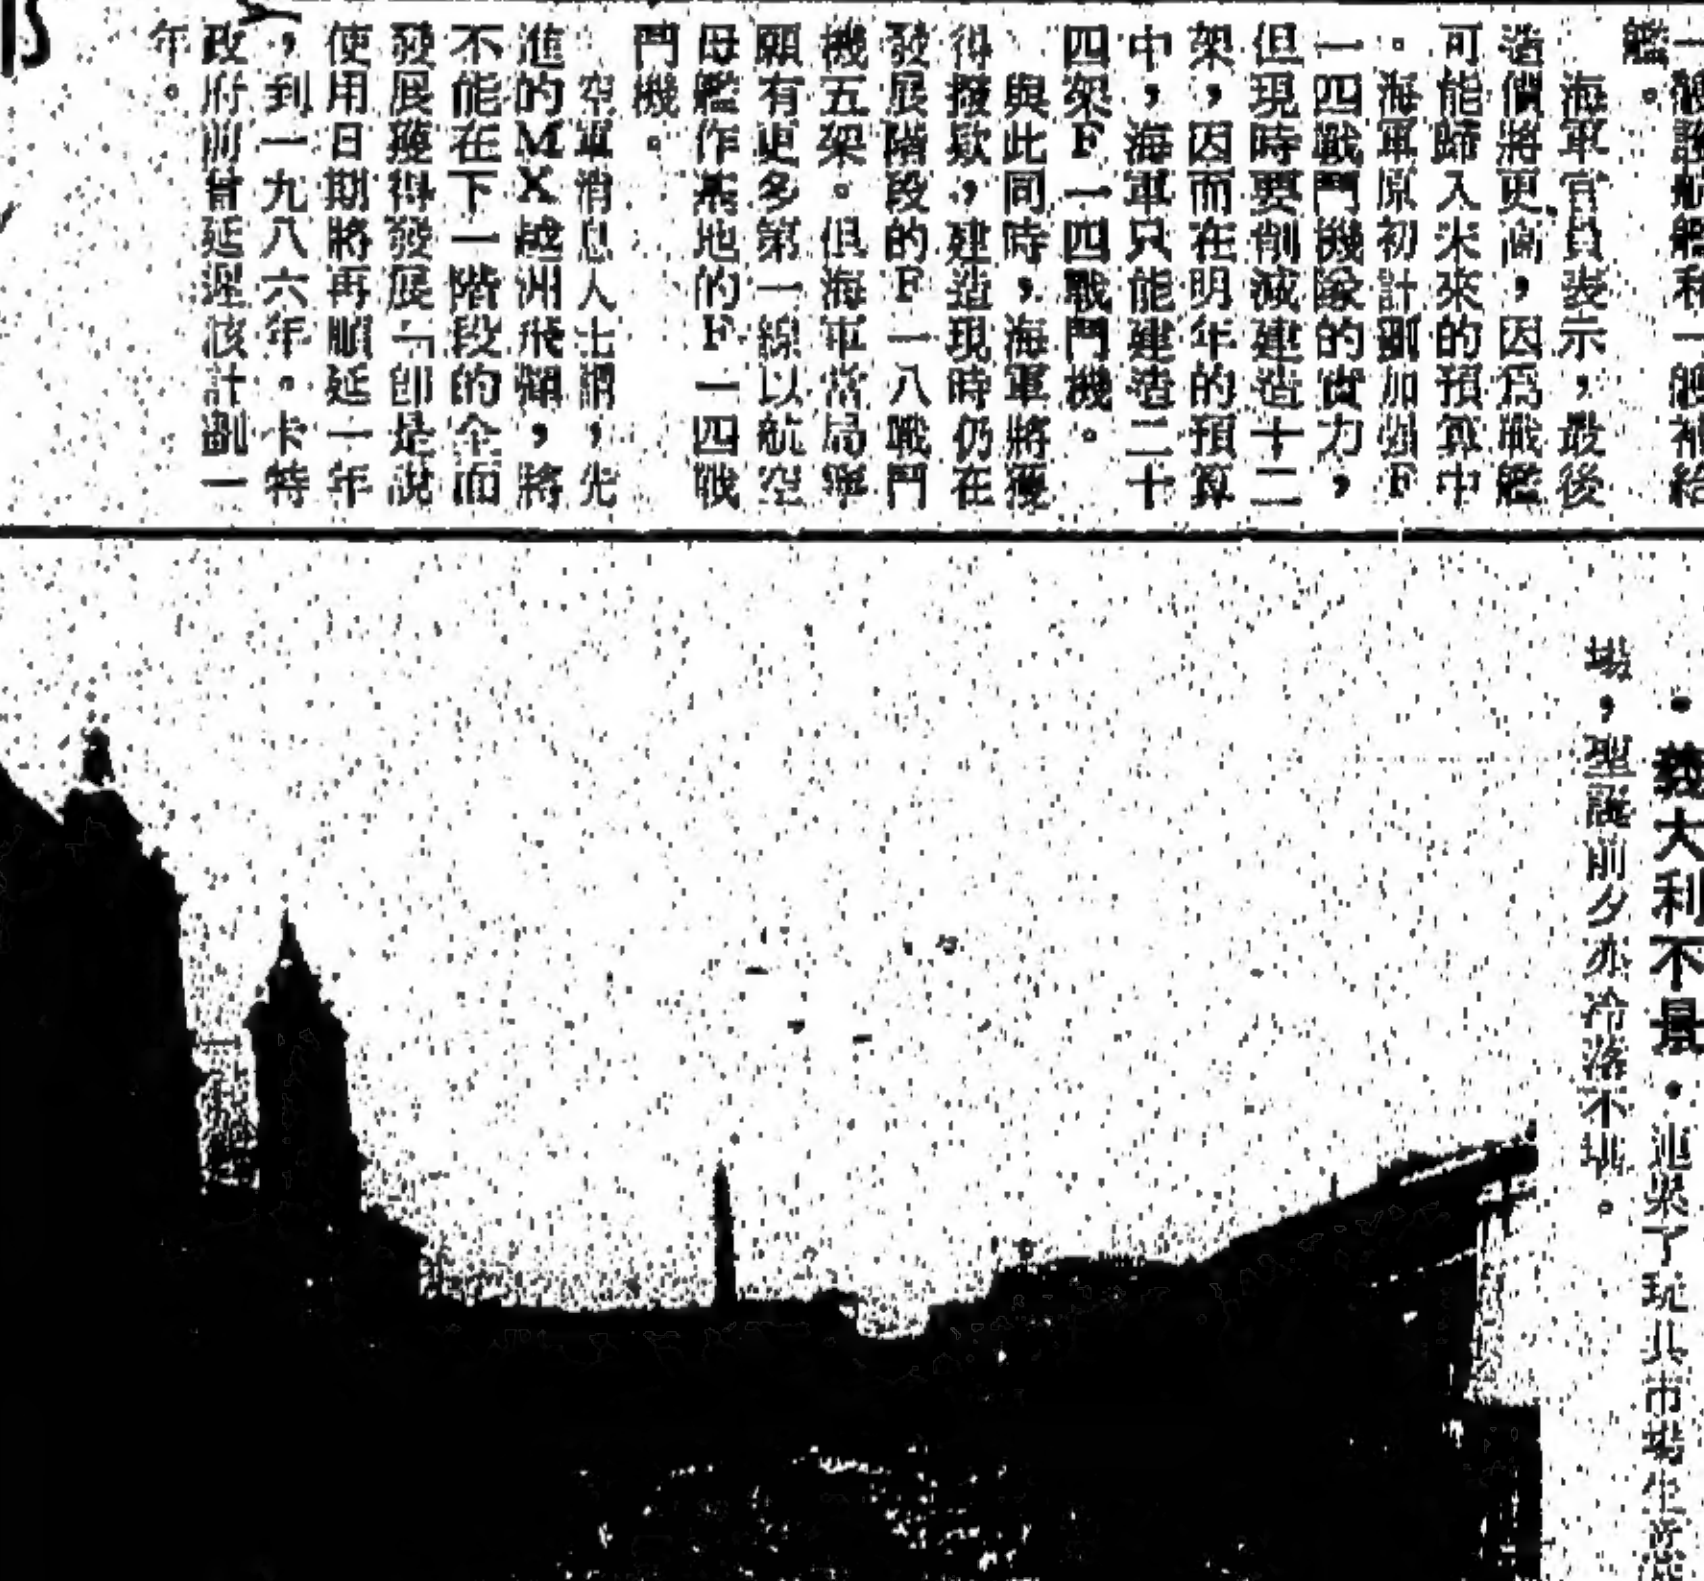 一艘護航艦和一艘補給
艦。
海軍官員表示，最後
造價將更高，因爲戰艦
可能歸入未來的預算中
。海軍原初計劃加强F
一四戰鬥機隊的實力，
但現時要削減建造十二
架，因而在明年的預算
中，海軍只能建造二十
四架F一四戰鬥機。
與此同時，海軍將獲
得撥欵，建造現時仍在
發展階段的F一八戰鬥
機五架。但海軍當局寧
願有更多第一線以航空
母艦作基地的F一四戰
鬥機。
空軍消息人士謂，先
進的MX越洲飛彈，將
不能在下一階段的全面
發展獲得發展﹁即是說
使用日期將再順延一年
，到一九八六年。卡特
政府前曾延遲該計劃一
年。
·義大利不景·
了玩具市場生意
場，聖誕前夕亦冷落不堪。